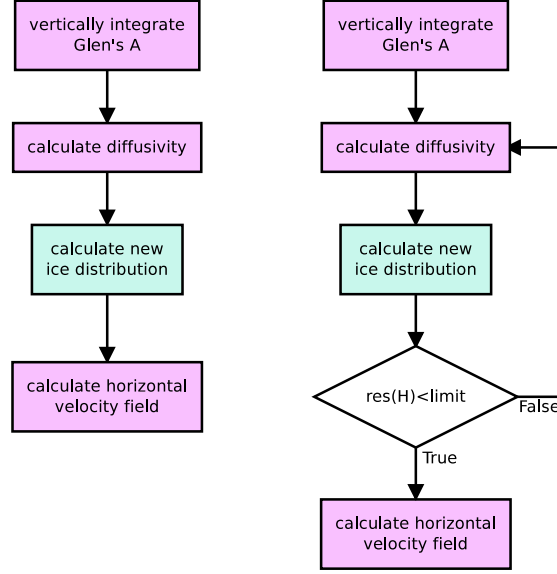 vertically integrate
Glen's A
calculate diffusivity
calculate new
ice distribution
calculate horizontal
velocity field
vertically integrate
Glen's A
calculate diffusivity
calculate new
ice distribution
res(H)<limit
False
True
calculate horizontal
velocity field